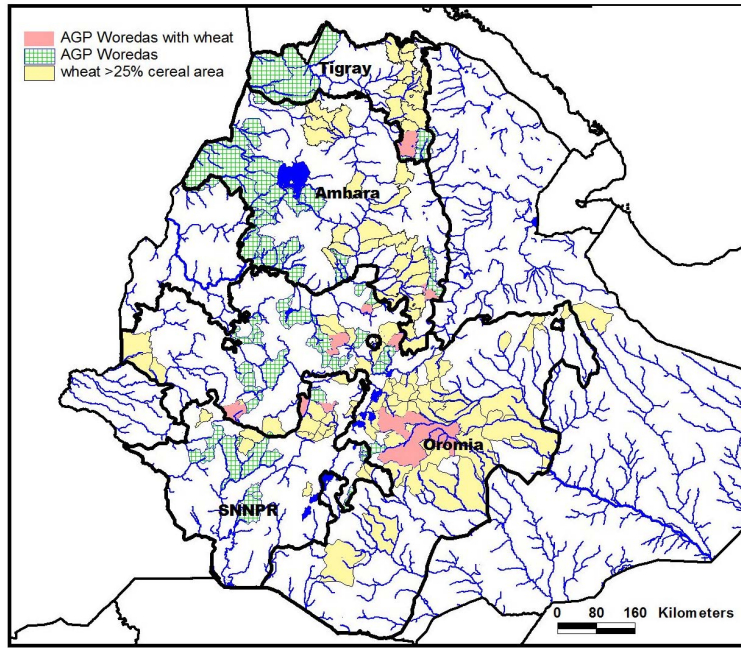 AGP Woredas with wheat
AGP Woredas
wheat >25% cereal area
Tigray
Amhara
Oromia
SNNPR
0 80 160 Kilometers